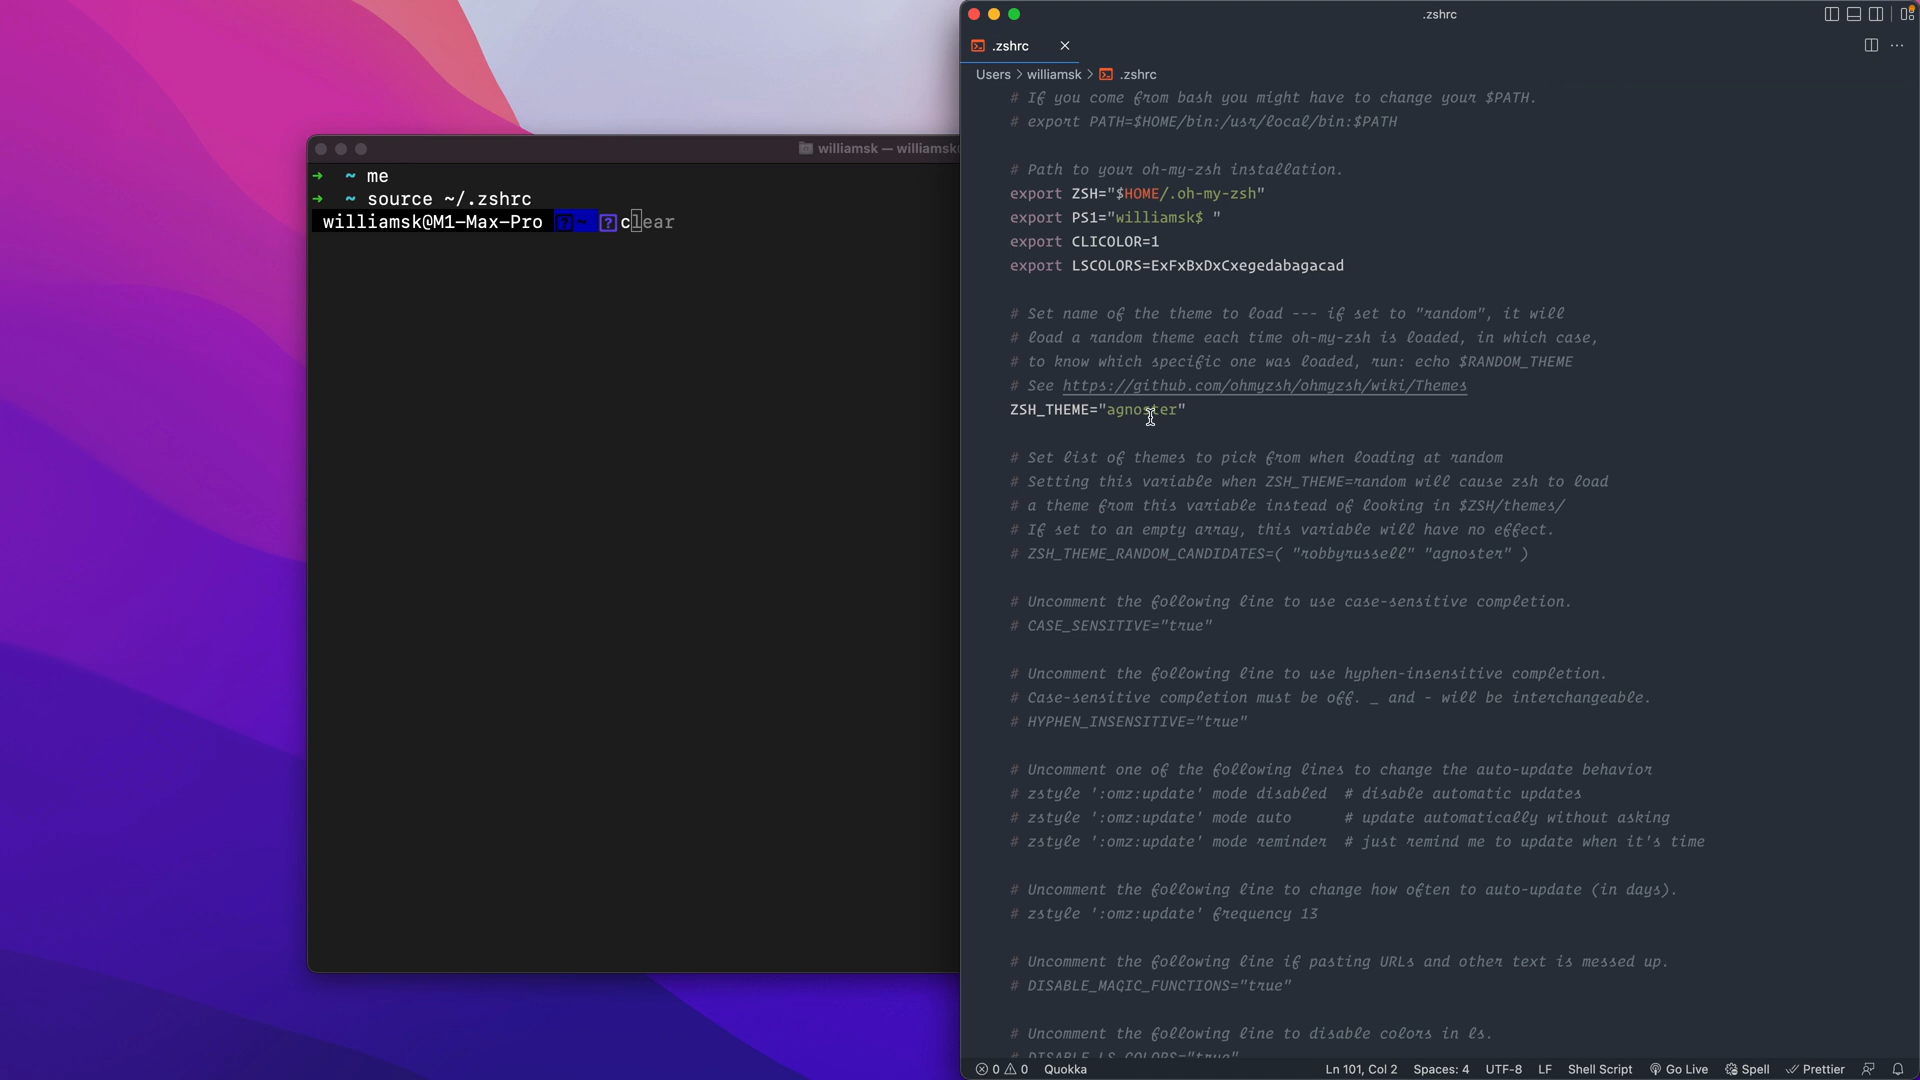 williamsk — williamsk
➜ ~ me
➜ ~ source ~/.zshrc
williamsk@M1-Max-Pro ~ clear
.zshrc
.zshrc
Users > williamsk > .zshrc
# If you come from bash you might have to change your $PATH.
# export PATH=$HOME/bin:/usr/local/bin:$PATH
# Path to your oh-my-zsh installation.
export ZSH="$HOME/.oh-my-zsh"
export PS1="williamsk$ "
export CLICOLOR=1
export LSCOLORS=ExFxBxDxCxegedabagacad
# Set name of the theme to load --- if set to "random", it will
# load a random theme each time oh-my-zsh is loaded, in which case,
# to know which specific one was loaded, run: echo $RANDOM_THEME
# See https://github.com/ohmyzsh/ohmyzsh/wiki/Themes
ZSH_THEME="agnoster"
# Set list of themes to pick from when loading at random
# Setting this variable when ZSH_THEME=random will cause zsh to load
# a theme from this variable instead of looking in $ZSH/themes/
# If set to an empty array, this variable will have no effect.
# ZSH_THEME_RANDOM_CANDIDATES=( "robbyrussell" "agnoster" )
# Uncomment the following line to use case-sensitive completion.
# CASE_SENSITIVE="true"
# Uncomment the following line to use hyphen-insensitive completion.
# Case-sensitive completion must be off. _ and - will be interchangeable.
# HYPHEN_INSENSITIVE="true"
# Uncomment one of the following lines to change the auto-update behavior
# zstyle ':omz:update' mode disabled # disable automatic updates
# zstyle ':omz:update' mode auto # update automatically without asking
# zstyle ':omz:update' mode reminder # just remind me to update when it's time
# Uncomment the following line to change how often to auto-update (in days).
# zstyle ':omz:update' frequency 13
# Uncomment the following line if pasting URLs and other text is messed up.
# DISABLE_MAGIC_FUNCTIONS="true"
# Uncomment the following line to disable colors in ls.
# DISABLE_LS_COLORS="true"
0 0 Quokka Ln 101, Col 2 Spaces: 4 UTF-8 LF Shell Script Go Live Spell Prettier